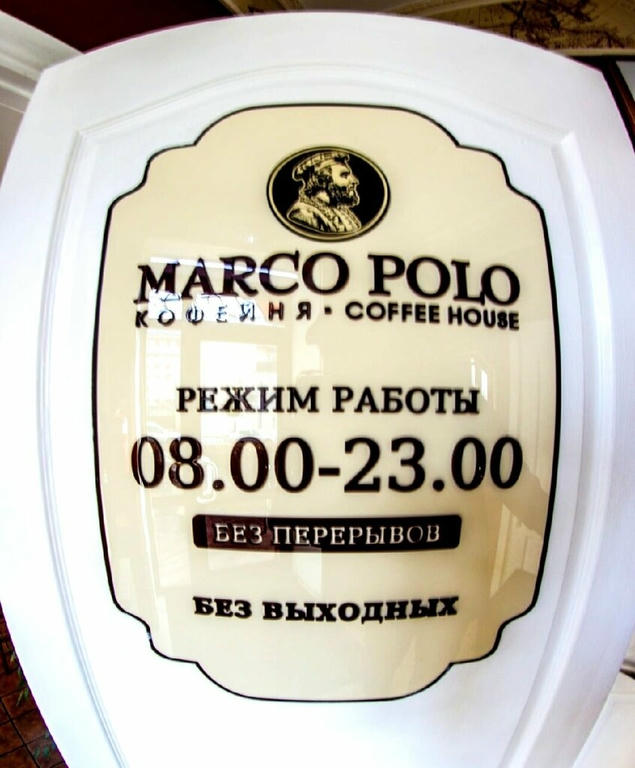 MARCO POLO
КОФЕЙНЯ • COFFEE HOUSE
РЕЖИМ РАБОТЫ
08.00-23.00
БЕЗ ПЕРЕРЫВОВ
БЕЗ ВЫХОДНЫХ